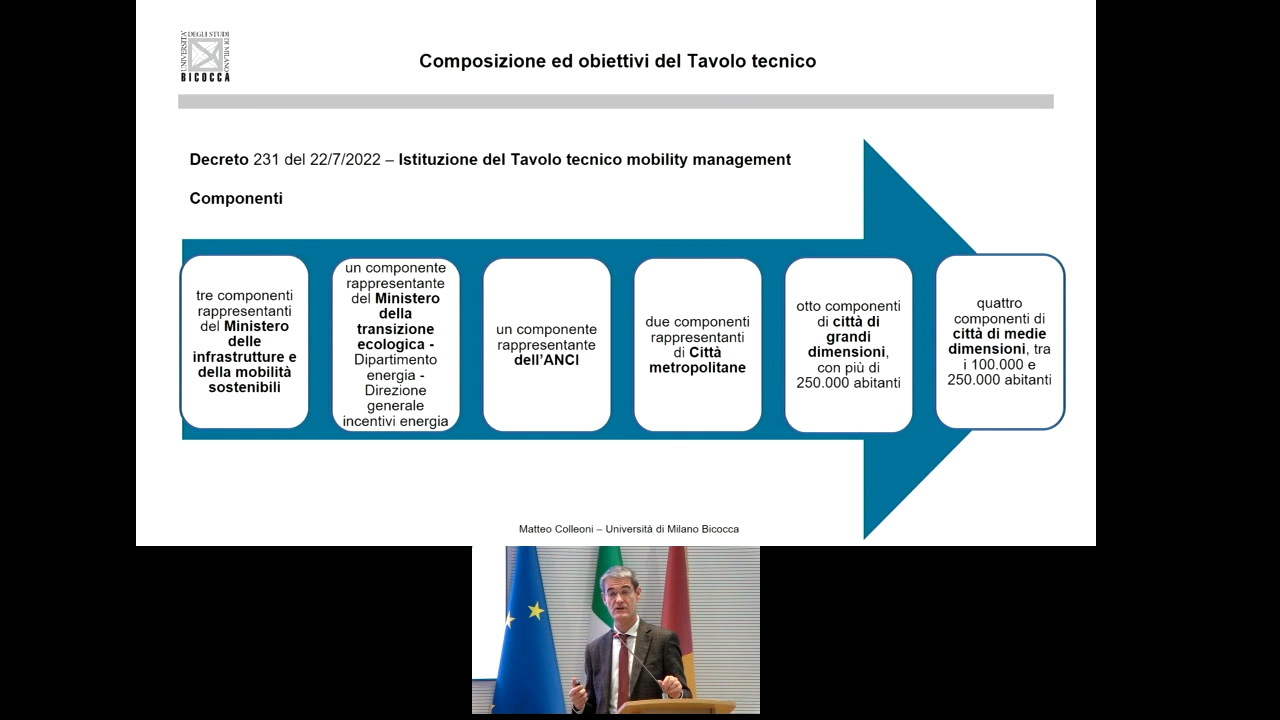 UNIVERSITÀ
DEGLI STUDI
DI MILANO
BICOCCA
Composizione ed obiettivi del Tavolo tecnico
Decreto 231 del 22/7/2022 – Istituzione del Tavolo tecnico mobility management
Componenti
tre componenti
rappresentanti
del Ministero
delle
infrastrutture e
della mobilità
sostenibili
un componente
rappresentante
del Ministero
della
transizione
ecologica -
Dipartimento
energia -
Direzione
generale
incentivi energia
un componente
rappresentante
dell'ANCI
due componenti
rappresentanti
di Città
metropolitane
otto componenti
di città di
grandi
dimensioni,
con più di
250.000 abitanti
quattro
componenti di
città di medie
dimensioni, tra
i 100.000 e
250.000 abitanti
Matteo Colleoni – Università di Milano Bicocca